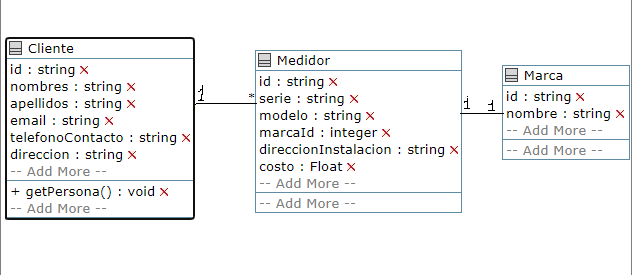 Cliente
id : string ×
nombres : string ×
apellidos : string ×
email : string ×
telefonoContacto : string ×
direccion : string ×
-- Add More --
+ getPersona() : void ×
-- Add More --
1
*
Medidor
id : string ×
serie : string ×
modelo : string ×
marcaId : integer ×
direccionInstalacion : string ×
costo : Float ×
-- Add More --
-- Add More --
1
1
Marca
id : string ×
nombre : string ×
-- Add More --
-- Add More --